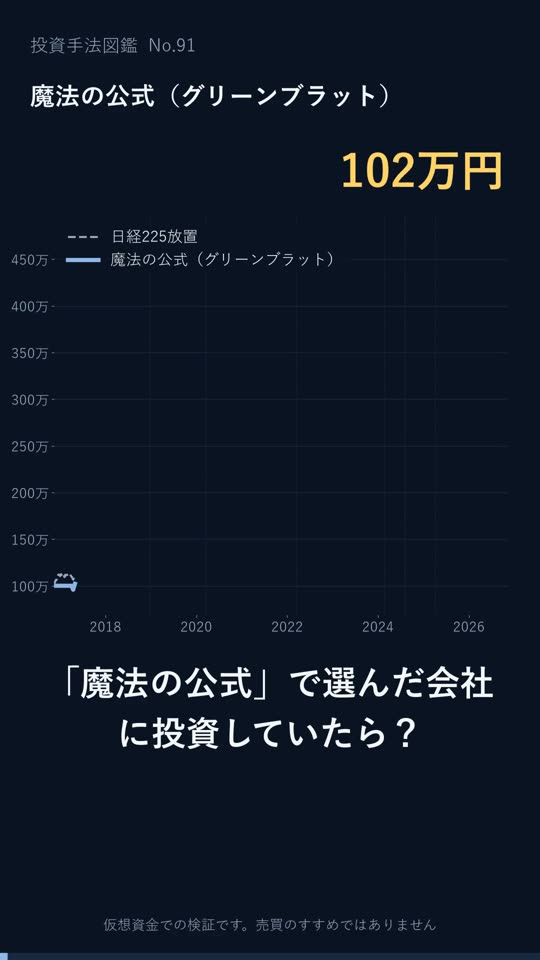 投資手法図鑑 No.91
魔法の公式（グリーンブラット）
102万円
日経225放置
魔法の公式（グリーンブラット）
450万
400万
350万
300万
250万
200万
150万
100万
2018 2020 2022 2024 2026
「魔法の公式」で選んだ会社
に投資していたら？
仮想資金での検証です。売買のすすめではありません